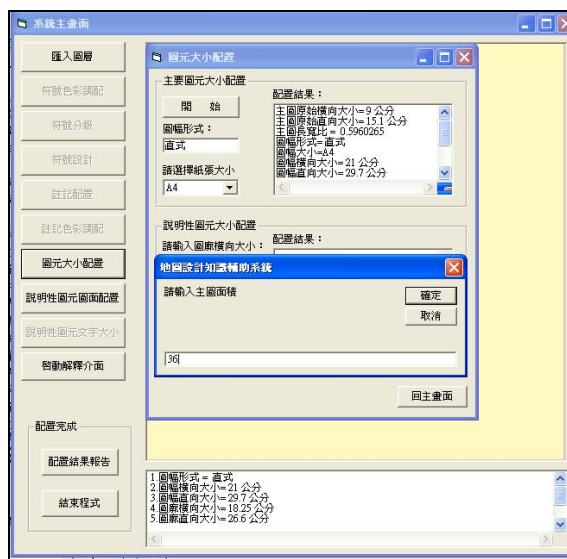 系統主畫面
匯入圖層
符號色彩調配
符號分級
符號設計
註記配置
註記色彩調配
圖元大小配置
說明性圖元圖面配置
說明性圖元文字大小
啓動解釋介面
配置完成
配置結果報告
結束程式
圖元大小配置
主要圖元大小配置
開 始
圖幅形式：
直式
請選擇紙張大小
A4
配置結果：
主圖原始橫向大小=9 公分
主圖原始直向大小=15.1 公分
主圖長寬比 = 0.5960265
圖幅形式=直式
圖幅大小=A4
圖幅橫向大小=21 公分
圖幅直向大小=29.7 公分
說明性圖元大小配置
請輸入圖廓橫向大小：
配置結果：
地圖設計知識輔助系統
請輸入主圖面積
確定
取消
36
回主畫面
1.圖幅形式 = 直式
2.圖幅橫向大小=21 公分
3.圖幅直向大小=29.7 公分
4.圖廓橫向大小=18.25 公分
5.圖廓直向大小=26.6 公分